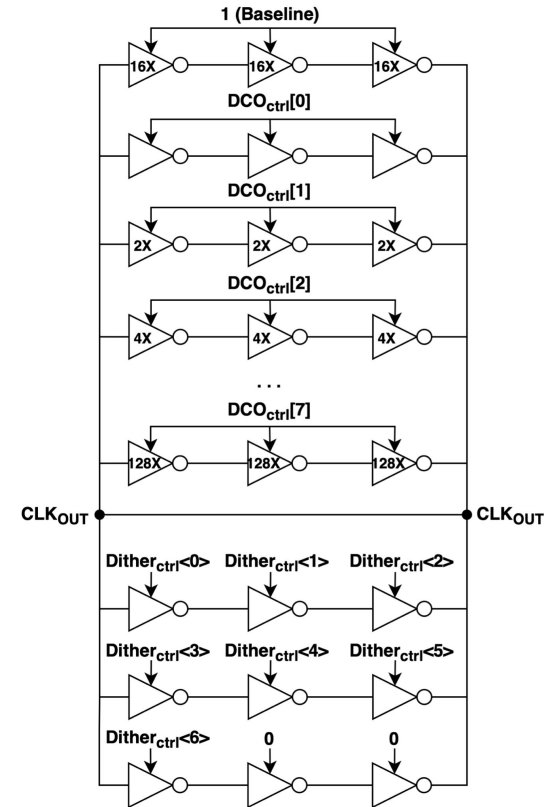 1 (Baseline)
16X 16X 16X
DCOctrl[0]
DCOctrl[1]
2X 2X 2X
DCOctrl[2]
4X 4X 4X
...
DCOctrl[7]
128X 128X 128X
CLKOUT CLKOUT
Ditherctrl<0> Ditherctrl<1> Ditherctrl<2>
Ditherctrl<3> Ditherctrl<4> Ditherctrl<5>
Ditherctrl<6> 0 0